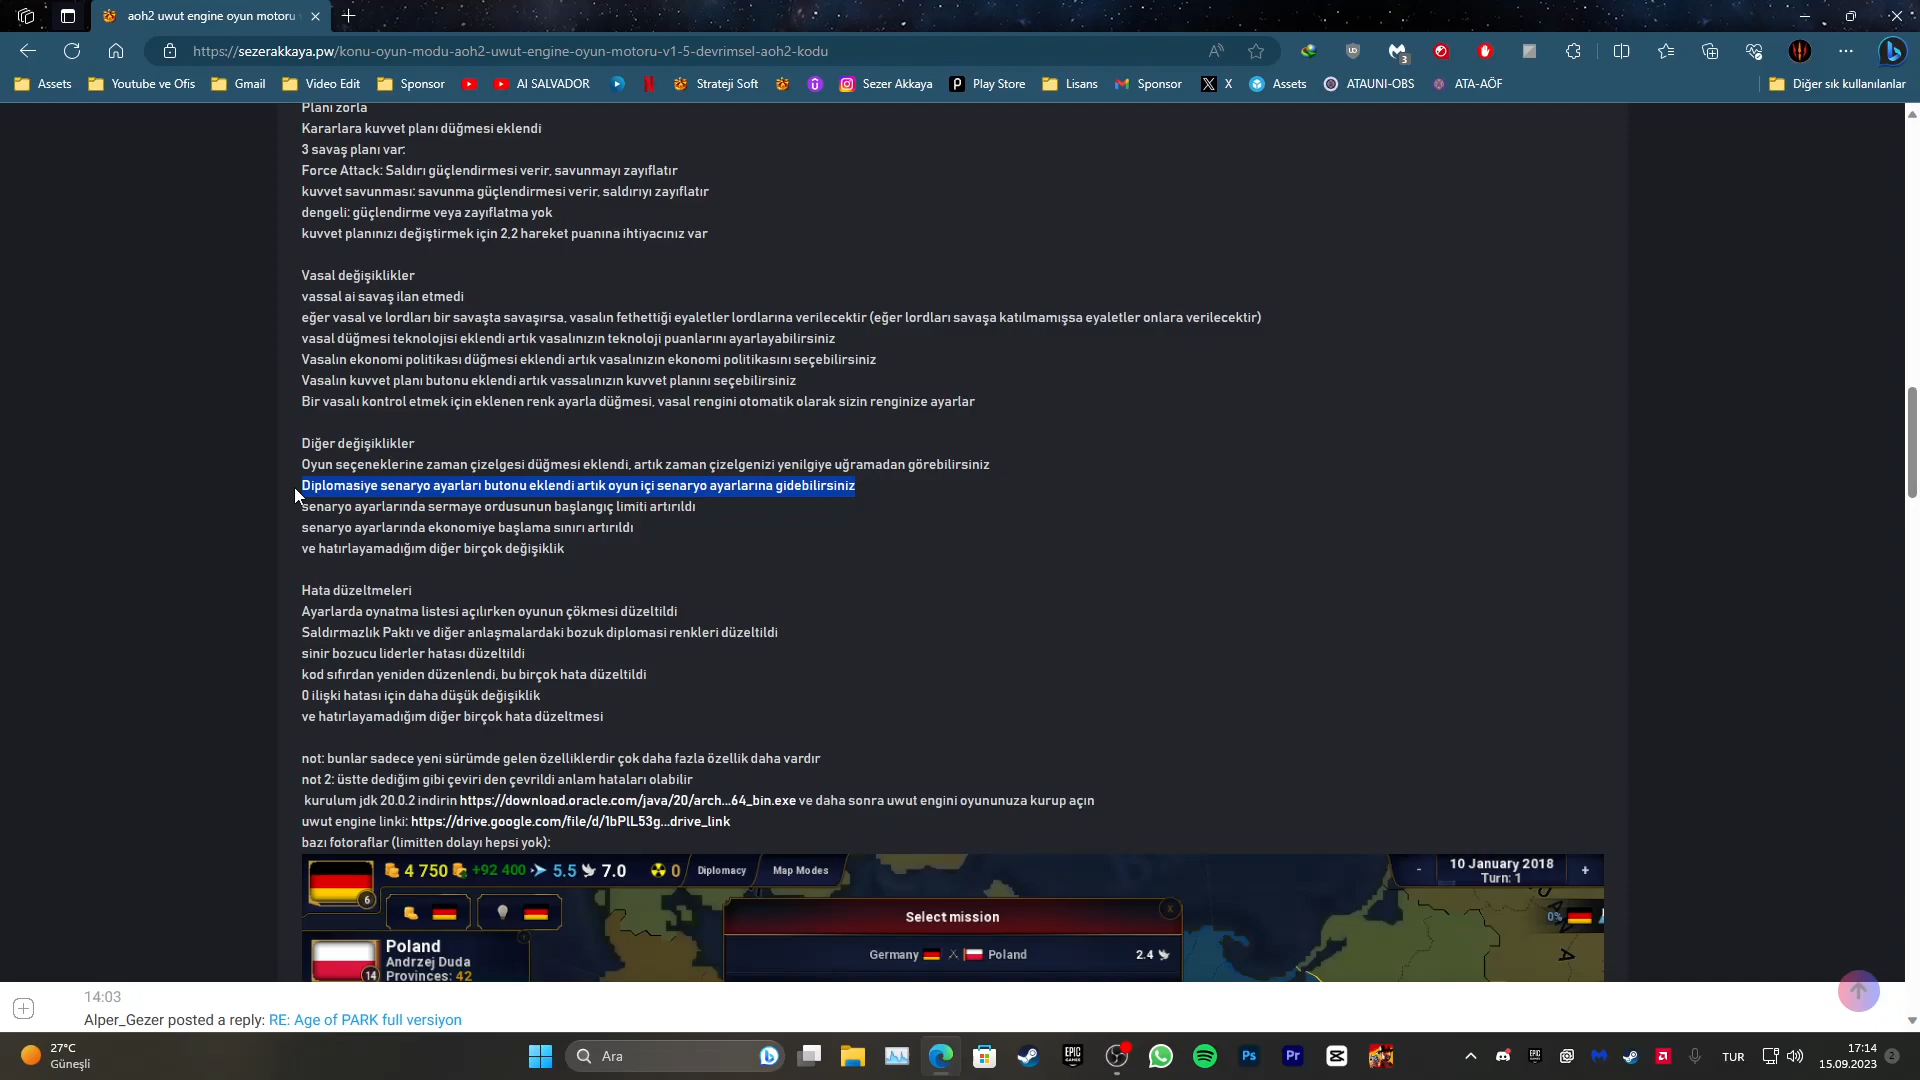 aoh2 uwut engine oyun motoru
https://sezerakkaya.pw/konu-oyun-modu-aoh2-uwut-engine-oyun-motoru-v1-5-devrimsel-aoh2-kodu
3
Assets
Youtube ve Ofis
Gmail
Video Edit
Sponsor
AI SALVADOR
Strateji Soft
Sezer Akkaya
Play Store
Lisans
Sponsor
X
Assets
ATAUNI-OBS
ATA-AÖF
Diğer sık kullanılanlar
Planı zorla
Kararlara kuvvet planı düğmesi eklendi
3 savaş planı var:
Force Attack: Saldırı güçlendirmesi verir, savunmayı zayıflatır
kuvvet savunması: savunma güçlendirmesi verir, saldırıyı zayıflatır
dengeli: güçlendirme veya zayıflatma yok
kuvvet planınızı değiştirmek için 2,2 hareket puanına ihtiyacınız var
Vasal değişiklikler
vassal ai savaş ilan etmedi
eğer vasal ve lordları bir savaşta savaşırsa, vasalın fethettiği eyaletler lordlarına verilecektir (eğer lordları savaşa katılmamışsa eyaletler onlara verilecektir)
vasal düğmesi teknolojisi eklendi artık vasalınızın teknoloji puanlarını ayarlayabilirsiniz
Vasalın ekonomi politikası düğmesi eklendi artık vasalınızın ekonomi politikasını seçebilirsiniz
Vasalın kuvvet planı butonu eklendi artık vassalınızın kuvvet planını seçebilirsiniz
Bir vasalı kontrol etmek için eklenen renk ayarla düğmesi, vasal rengini otomatik olarak sizin renginize ayarlar
Diğer değişiklikler
Oyun seçeneklerine zaman çizelgesi düğmesi eklendi, artık zaman çizelgenizi yenilgiye uğramadan görebilirsiniz
Diplomasiye senaryo ayarları butonu eklendi artık oyun içi senaryo ayarlarına gidebilirsiniz
senaryo ayarlarında sermaye ordusunun başlangıç limiti artırıldı
senaryo ayarlarında ekonomiye başlama sınırı artırıldı
ve hatırlayamadığım diğer birçok değişiklik
Hata düzeltmeleri
Ayarlarda oynatma listesi açılırken oyunun çökmesi düzeltildi
Saldırmazlık Paktı ve diğer anlaşmalardaki bozuk diplomasi renkleri düzeltildi
sinir bozucu liderler hatası düzeltildi
kod sıfırdan yeniden düzenlendi, bu birçok hata düzeltildi
0 ilişki hatası için daha düşük değişiklik
ve hatırlayamadığım diğer birçok hata düzeltmesi
not: bunlar sadece yeni sürümde gelen özelliklerdir çok daha fazla özellik daha vardır
not 2: üstte dediğim gibi çeviri den çevrildi anlam hataları olabilir
kurulum jdk 20.0.2 indirin https://download.oracle.com/java/20/arch...64_bin.exe ve daha sonra uwut engini oyununuza kurup açın
uwut engine linki: https://drive.google.com/file/d/1bPlL53g...drive_link
bazı fotoraflar (limitten dolayı hepsi yok):
4 750 +92 400 5.5 7.0 0 Diplomacy Map Modes
6
- 10 January 2018 +
Turn: 1
Select mission
X
0%
Poland
Andrzej Duda
Provinces: 42
14
Germany Poland 2.4
14:03
Alper_Gezer posted a reply: RE: Age of PARK full versiyon
27°C
Güneşli
Ara
EPIC GAMES
Ps
Pr
TUR
17:14
15.09.2023
2